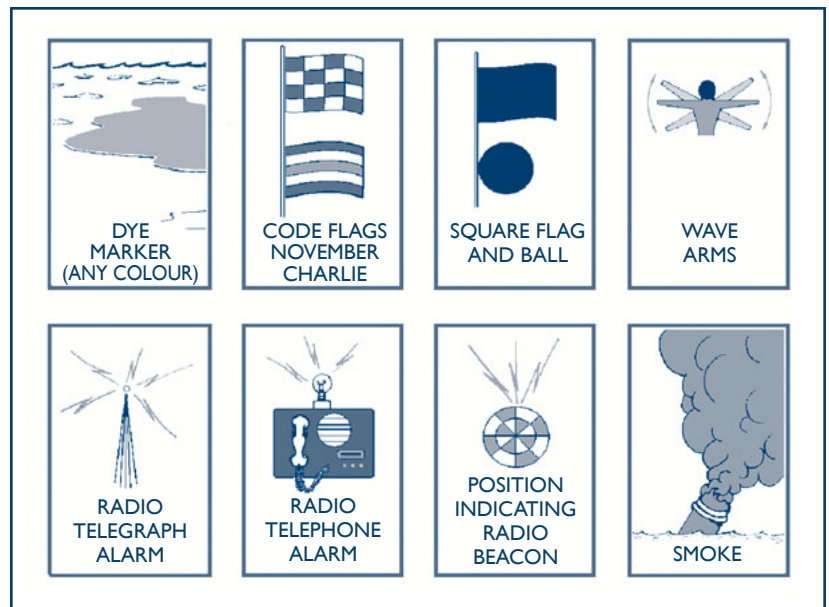 DYE
MARKER
(ANY COLOUR)
CODE FLAGS
NOVEMBER
CHARLIE
SQUARE FLAG
AND BALL
WAVE
ARMS
RADIO
TELEGRAPH
ALARM
RADIO
TELEPHONE
ALARM
POSITION
INDICATING
RADIO
BEACON
SMOKE